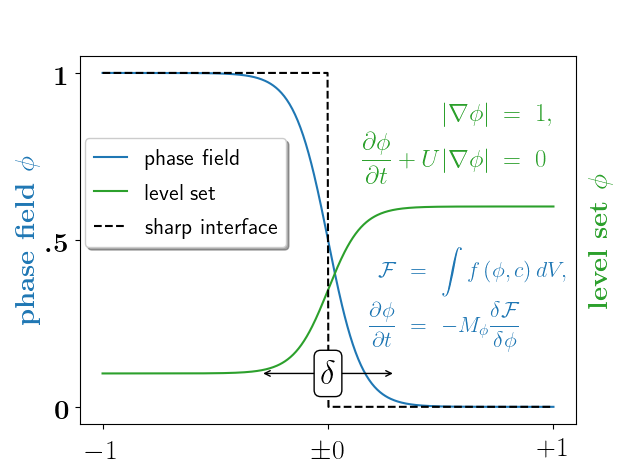 phase field ϕ
1
.5
0
phase field
level set
sharp interface
|∇ϕ| = 1,
∂ϕ/∂t + U|∇ϕ| = 0
ℱ = ∫ f (ϕ, c) dV,
∂ϕ/∂t = −M_ϕ δℱ/δϕ
δ
−1
±0
+1
level set ϕ